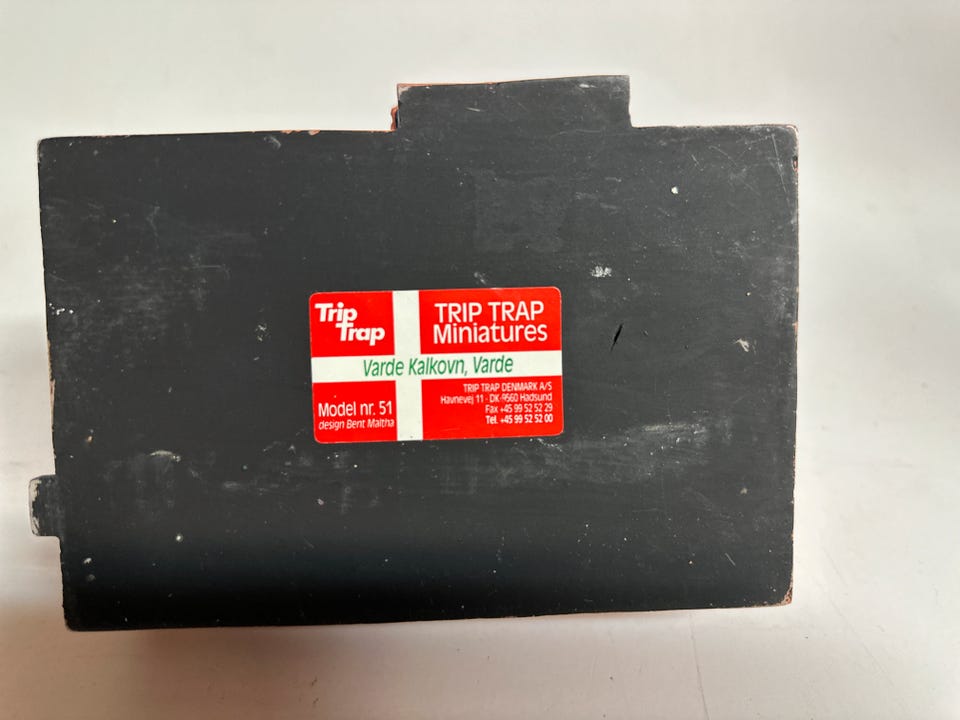 Trip
Trap
TRIP TRAP
Miniatures
Varde Kalkovn, Varde
Model nr. 51
design Bent Maltha
TRIP TRAP DENMARK A/S
Havnevej 11 - DK-9560 Hadsund
Fax +45 99 52 52 29
Tel. +45 99 52 52 00